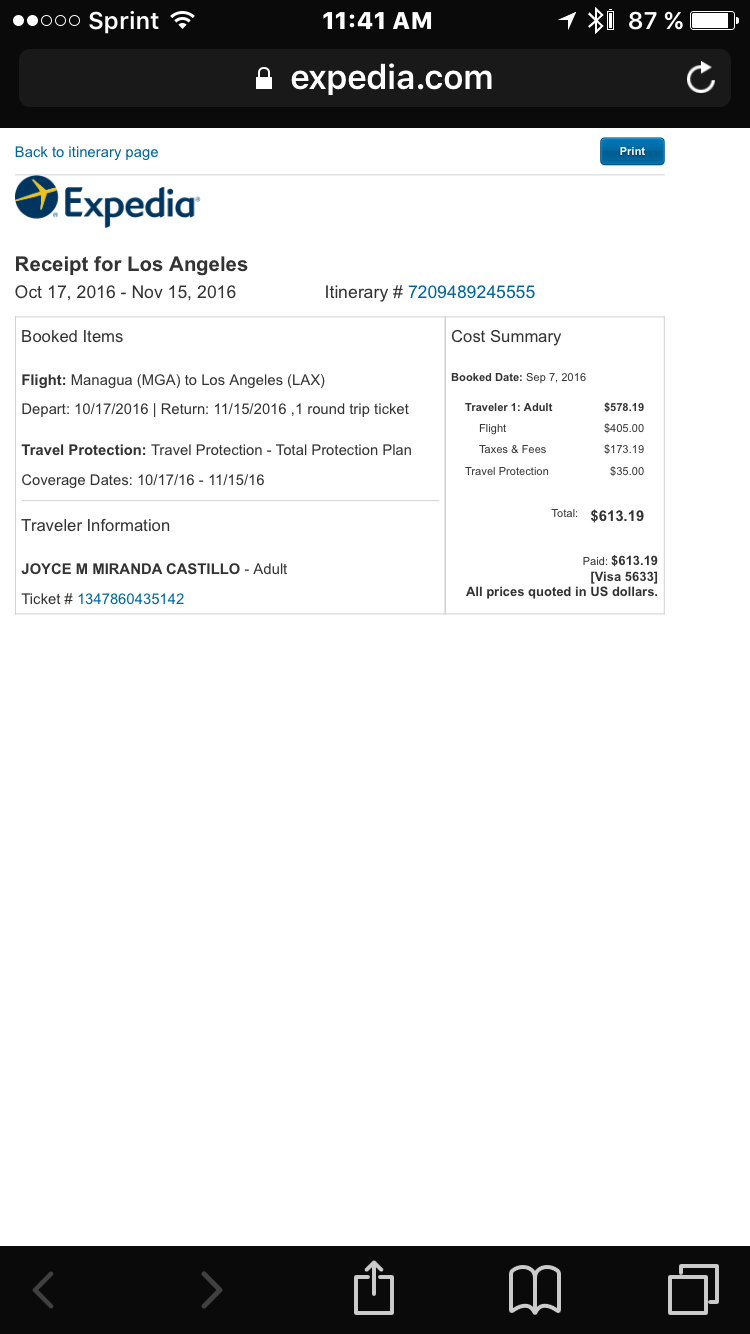 Sprint 11:41 AM 87 %
expedia.com
Back to itinerary page
Print
Expedia
Receipt for Los Angeles
Oct 17, 2016 - Nov 15, 2016 Itinerary # 7209489245555
Booked Items
Flight: Managua (MGA) to Los Angeles (LAX)
Depart: 10/17/2016 | Return: 11/15/2016 ,1 round trip ticket
Travel Protection: Travel Protection - Total Protection Plan
Coverage Dates: 10/17/16 - 11/15/16
Traveler Information
JOYCE M MIRANDA CASTILLO - Adult
Ticket # 1347860435142
Cost Summary
Booked Date: Sep 7, 2016
Traveler 1: Adult $578.19
Flight $405.00
Taxes & Fees $173.19
Travel Protection $35.00
Total: $613.19
Paid: $613.19
[Visa 5633]
All prices quoted in US dollars.